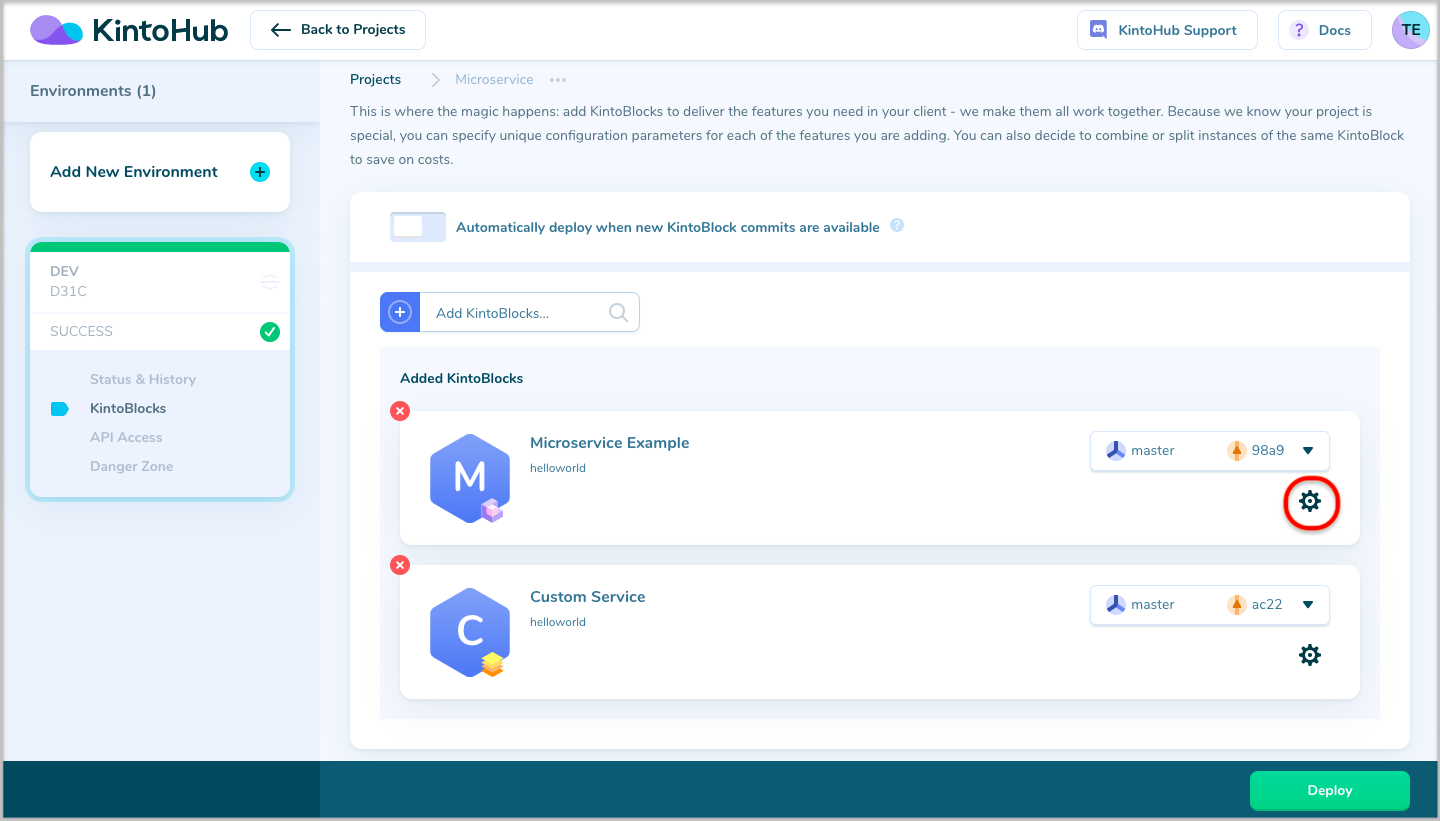 KintoHub
Back to Projects
KintoHub Support
? Docs
TE
Environments (1)
Add New Environment
DEV
D31C
SUCCESS
Status & History
KintoBlocks
API Access
Danger Zone
Projects
Microservice
This is where the magic happens: add KintoBlocks to deliver the features you need in your client - we make them all work together. Because we know your project is
special, you can specify unique configuration parameters for each of the features you are adding. You can also decide to combine or split instances of the same KintoBlock
to save on costs.
Automatically deploy when new KintoBlock commits are available ?
Add KintoBlocks...
Added KintoBlocks
M
Microservice Example
helloworld
master 98a9
C
Custom Service
helloworld
master ac22
Deploy